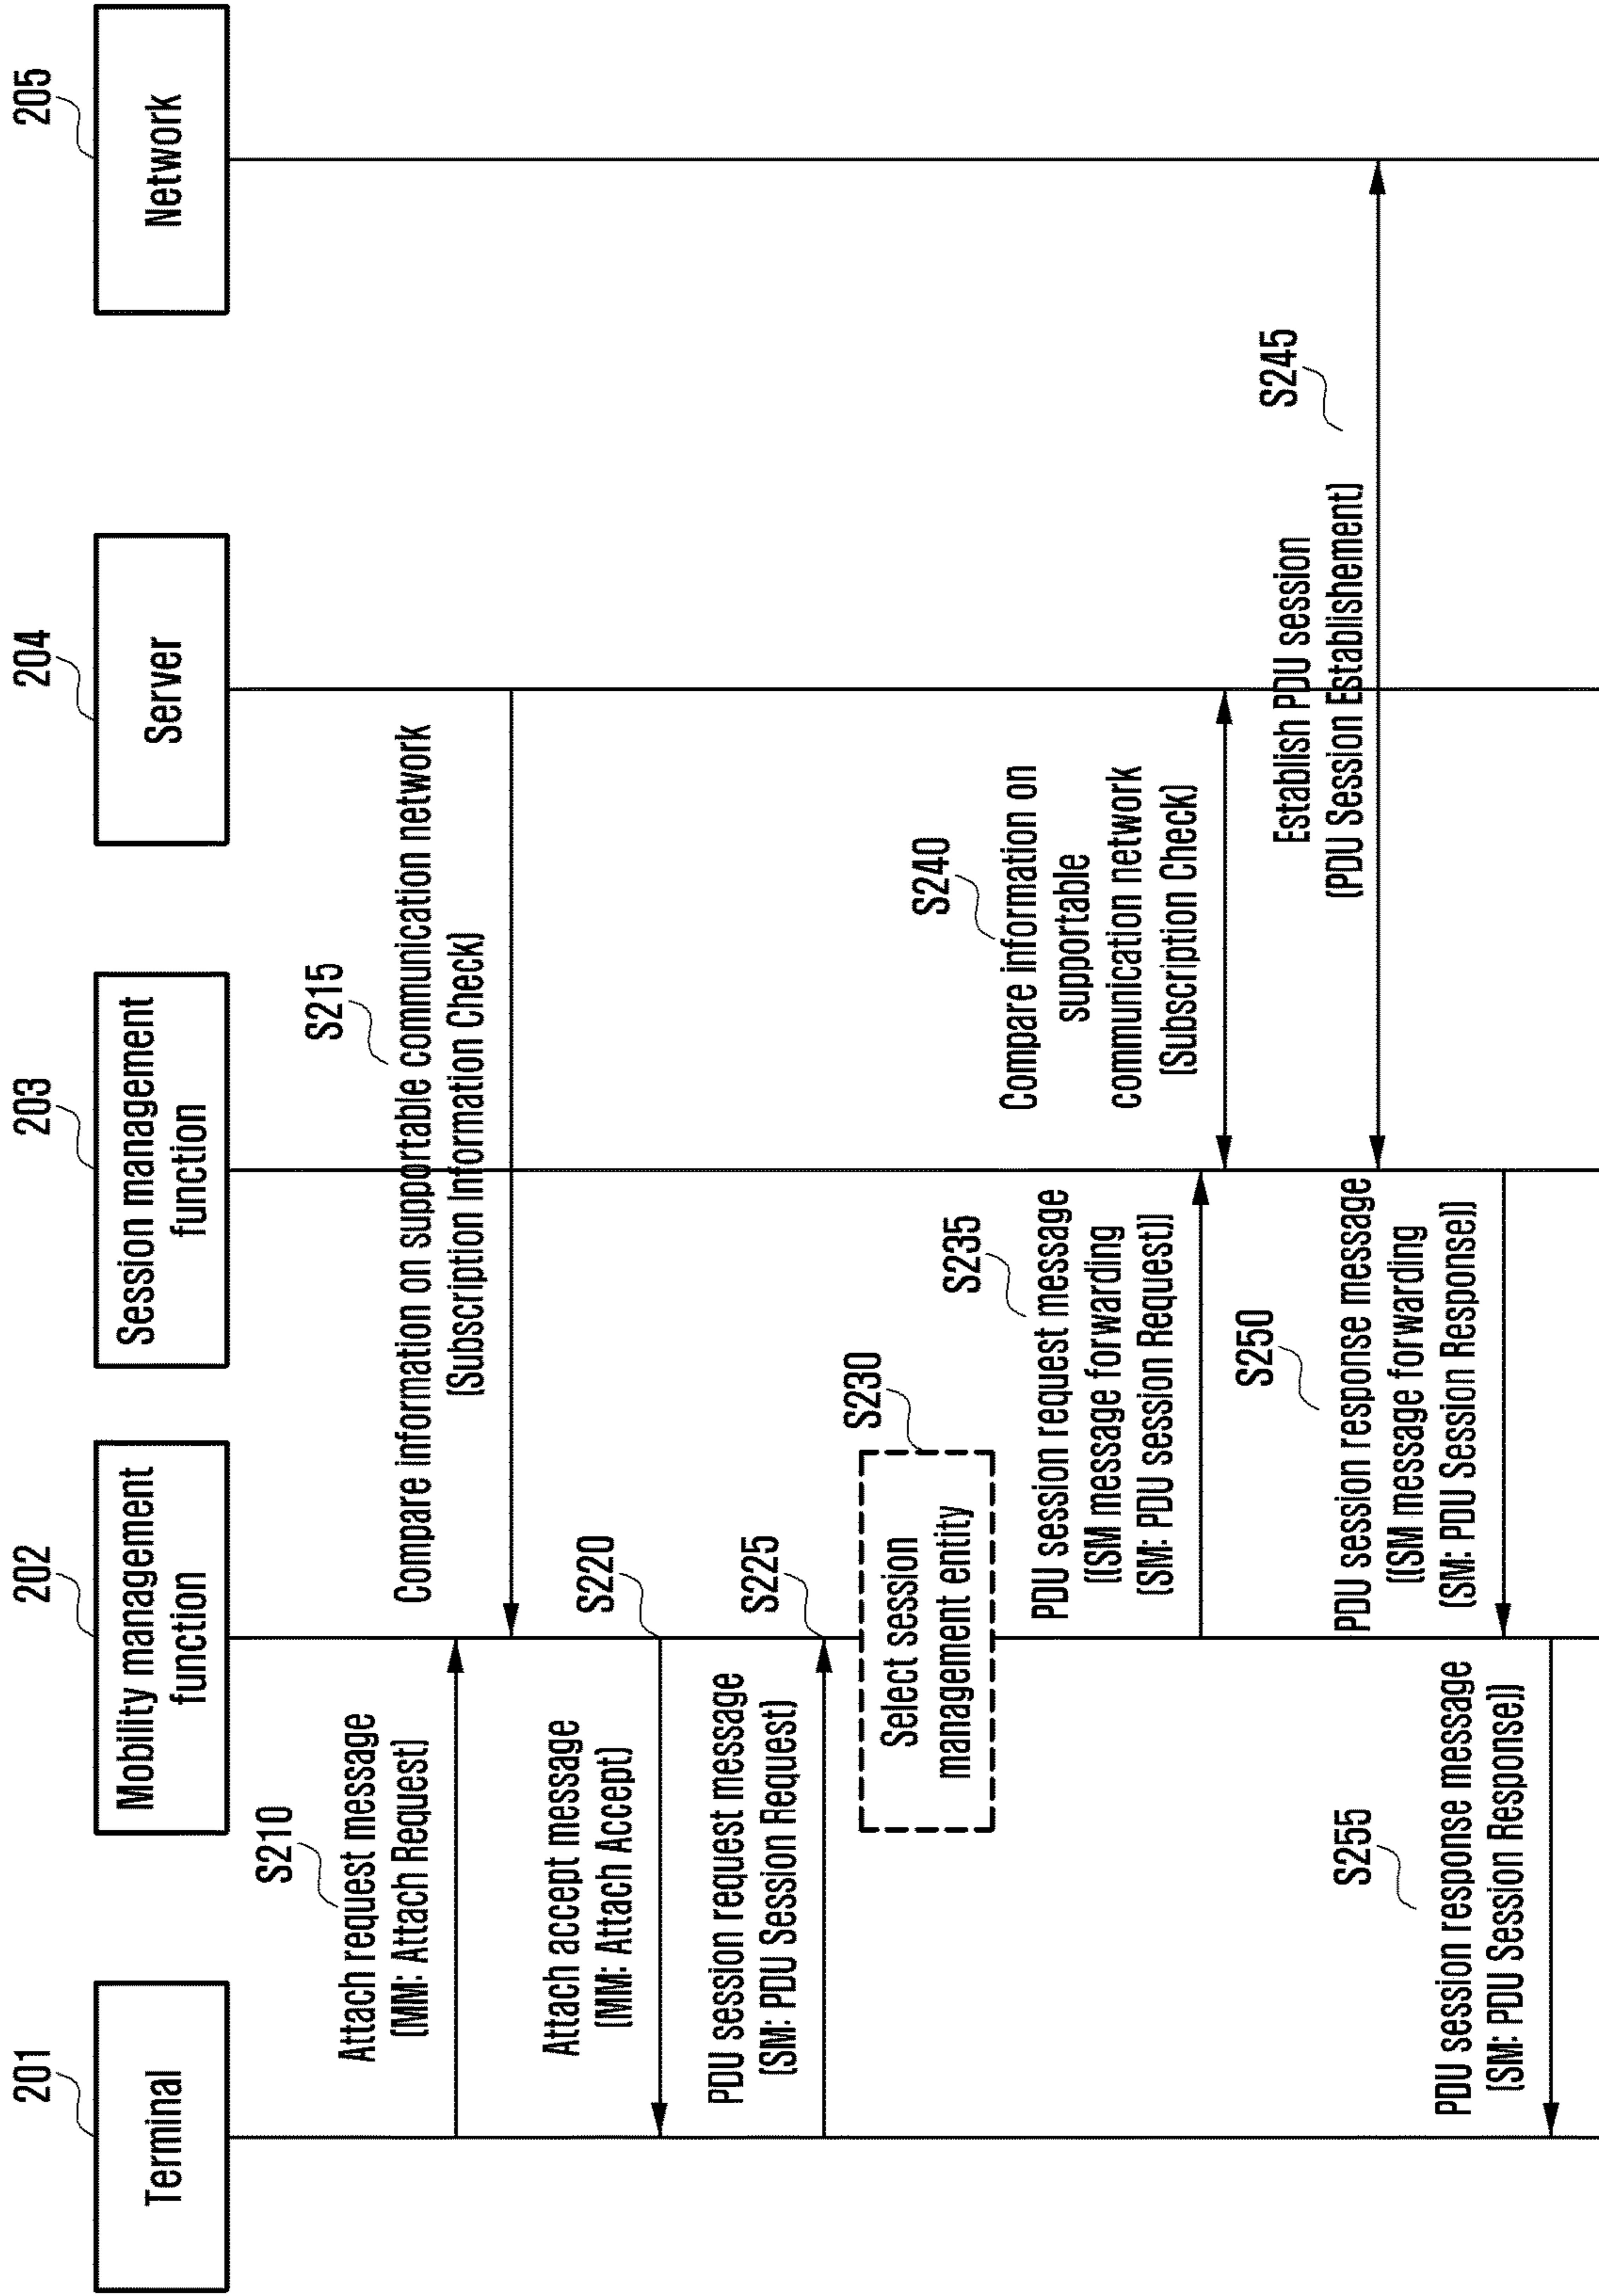 201
Terminal
202
Mobility management
function
203
Session management
function
204
Server
205
Network
S210
Attach request message
(MM: Attach Request)
S215
Compare information on supportable communication network
(Subscription Information Check)
Attach accept message
(MM: Attach Accept)
S220
PDU session request message
(SM: PDU Session Request)
S225
S230
Select session
management entity
S235
PDU session request message
((SM message forwarding
(SM: PDU session Request))
S240
Compare information on
supportable
communication network
(Subscription Check)
S245
Establish PDU session
(PDU Session Establishement)
S250
PDU session response message
((SM message forwarding
(SM: PDU Session Response))
S255
PDU session response message
(SM: PDU Session Response))